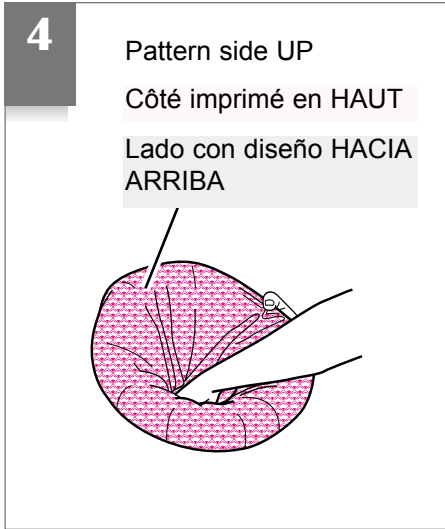 4
Pattern side UP
Côté imprimé en HAUT
Lado con diseño HACIA
ARRIBA